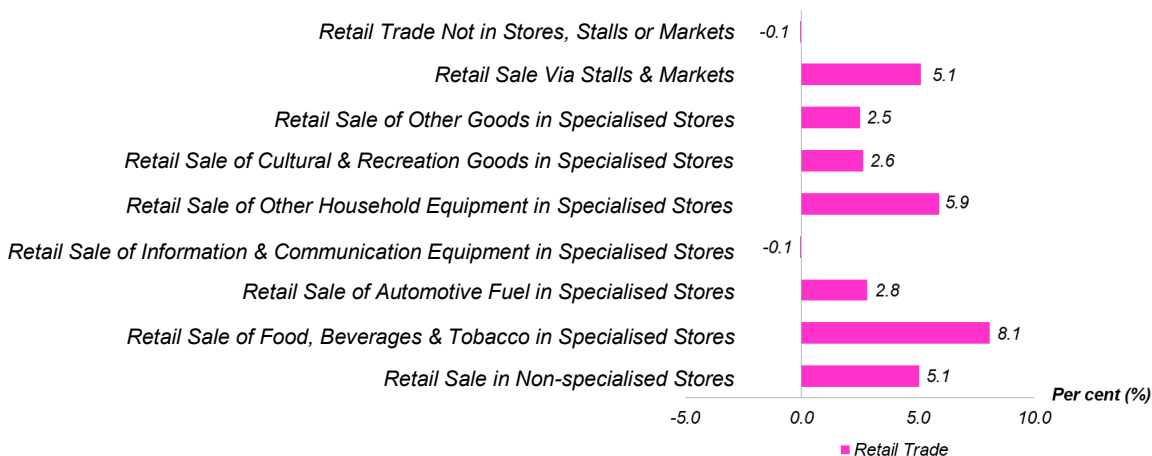 Retail Trade Not in Stores, Stalls or Markets -0.1
Retail Sale Via Stalls & Markets 5.1
Retail Sale of Other Goods in Specialised Stores 2.5
Retail Sale of Cultural & Recreation Goods in Specialised Stores 2.6
Retail Sale of Other Household Equipment in Specialised Stores 5.9
Retail Sale of Information & Communication Equipment in Specialised Stores -0.1
Retail Sale of Automotive Fuel in Specialised Stores 2.8
Retail Sale of Food, Beverages & Tobacco in Specialised Stores 8.1
Retail Sale in Non-specialised Stores 5.1
Per cent (%)
-5.0 0.0 5.0 10.0
Retail Trade